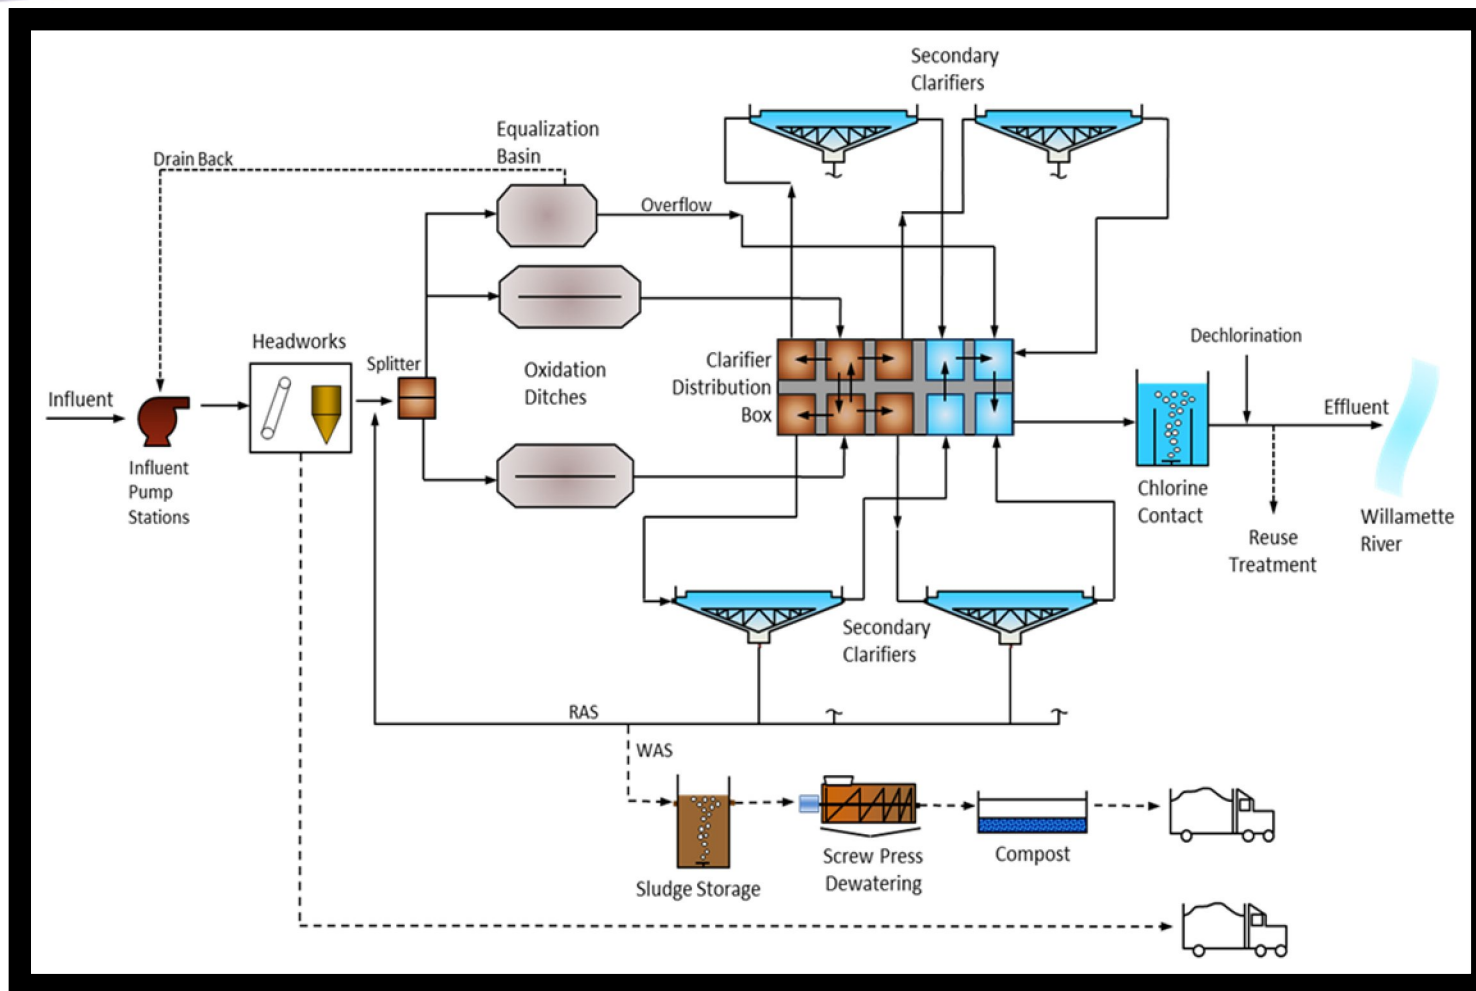 Secondary
Clarifiers
Equalization
Basin
Drain Back
Overflow
Headworks
Splitter
Influent
Influent
Pump
Stations
Oxidation
Ditches
Clarifier
Distribution
Box
Dechlorination
Effluent
Chlorine
Contact
Reuse
Treatment
Willamette
River
Secondary
Clarifiers
RAS
WAS
Sludge Storage
Screw Press
Dewatering
Compost